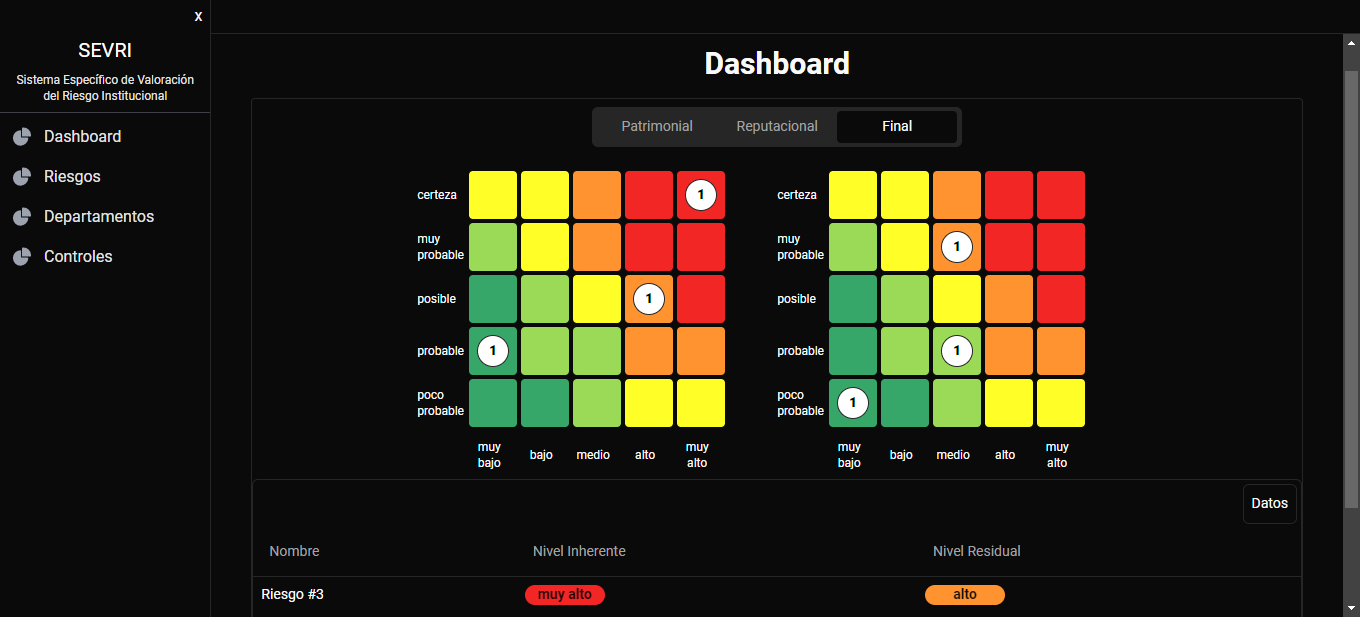 X
SEVRI
Sistema Específico de Valoración
del Riesgo Institucional
Dashboard
Riesgos
Departamentos
Controles
Dashboard
Patrimonial Reputacional Final
certeza
1
muy
probable
posible
1
probable
1
poco
probable
muy
bajo
bajo
medio
alto
muy
alto
certeza
muy
probable
1
posible
probable
1
poco
probable
1
muy
bajo
bajo
medio
alto
muy
alto
Datos
Nombre Nivel Inherente Nivel Residual
Riesgo #3 muy alto alto